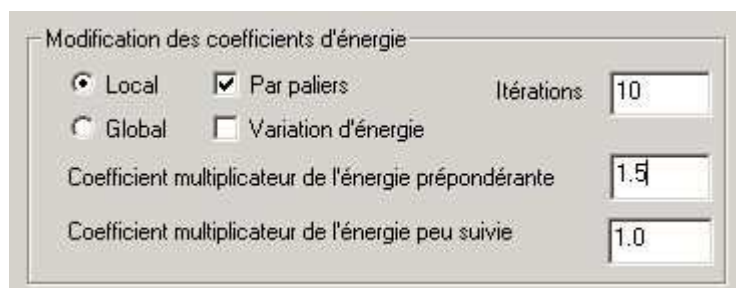 Modification des coefficients d'énergie
Local Par paliers Itérations 10
Global Variation d'énergie
Coefficient multiplicateur de l'énergie prépondérante 1.5
Coefficient multiplicateur de l'énergie peu suivie 1.0